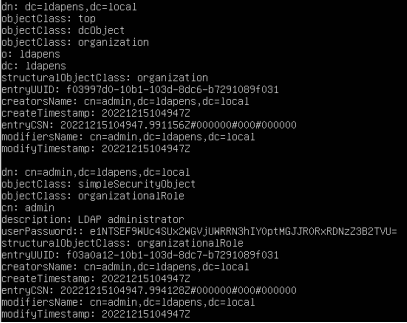 dn: dc=ldapens,dc=local
objectClass: top
objectClass: dcObject
objectClass: organization
o: ldapens
dc: ldapens
structuralObjectClass: organization
entryUUID: f03997d0-10b1-103d-8dc6-b7291089f031
creatorsName: cn=admin,dc=ldapens,dc=local
createTimestamp: 20221215104947Z
entryCSN: 20221215104947.991156Z#000000#000#000000
modifiersName: cn=admin,dc=ldapens,dc=local
modifyTimestamp: 20221215104947Z
dn: cn=admin,dc=ldapens,dc=local
objectClass: simpleSecurityObject
objectClass: organizationalRole
cn: admin
description: LDAP administrator
userPassword::
structuralObjectClass: organizationalRole
entryUUID: f03a0a12-10b1-103d-8dc7-b7291089f031
creatorsName: cn=admin,dc=ldapens,dc=local
createTimestamp: 20221215104947Z
entryCSN: 20221215104947.994128Z#000000#000#000000
modifiersName: cn=admin,dc=ldapens,dc=local
modifyTimestamp: 20221215104947Z